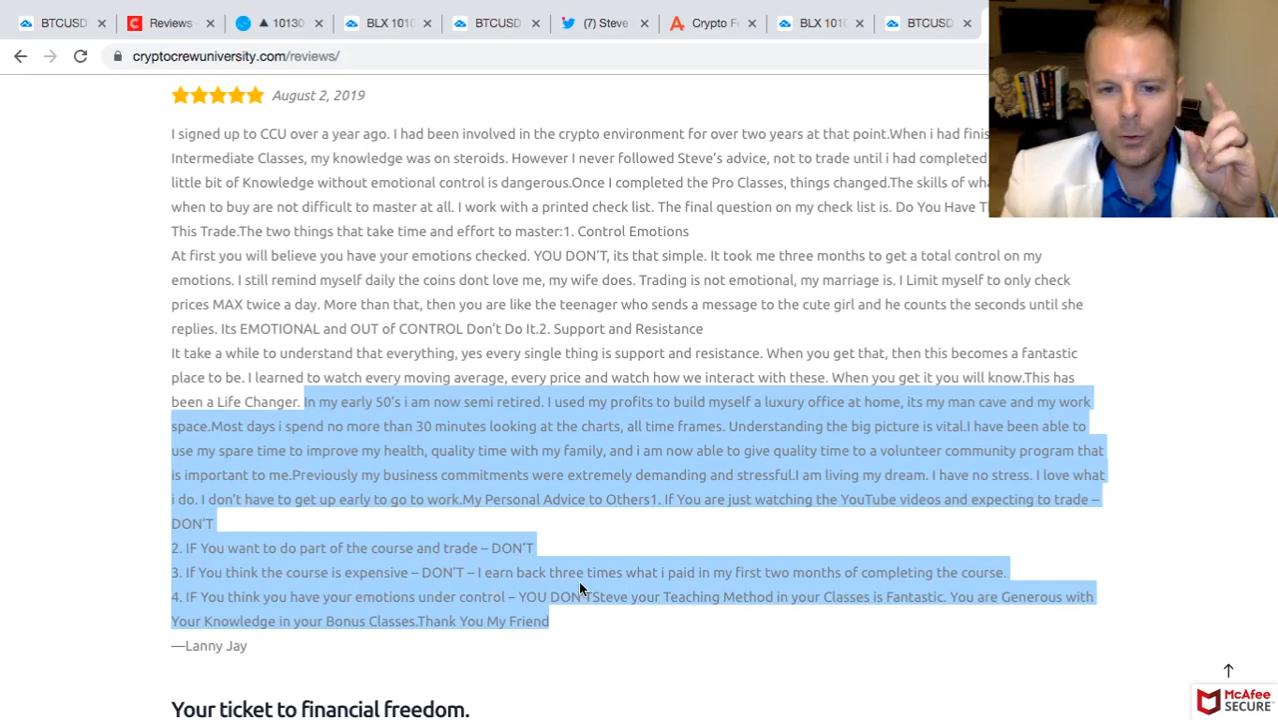 BTCUSD
Reviews -
▲ 10130
BLX 1010
BTCUSD
(7) Steve
Crypto F
BLX 1010
BTCUSD
cryptocrewuniversity.com/reviews/
August 2, 2019
I signed up to CCU over a year ago. I had been involved in the crypto environment for over two years at that point.When i had finis
Intermediate Classes, my knowledge was on steroids. However I never followed Steve's advice, not to trade until i had completed
little bit of Knowledge without emotional control is dangerous.Once I completed the Pro Classes, things changed.The skills of wha
when to buy are not difficult to master at all. I work with a printed check list. The final question on my check list is. Do You Have Th
This Trade.The two things that take time and effort to master:1. Control Emotions
At first you will believe you have your emotions checked. YOU DON'T, its that simple. It took me three months to get a total control on my
emotions. I still remind myself daily the coins dont love me, my wife does. Trading is not emotional, my marriage is. I Limit myself to only check
prices MAX twice a day. More than that, then you are like the teenager who sends a message to the cute girl and he counts the seconds until she
replies. Its EMOTIONAL and OUT of CONTROL Don't Do It.2. Support and Resistance
It take a while to understand that everything, yes every single thing is support and resistance. When you get that, then this becomes a fantastic
place to be. I learned to watch every moving average, every price and watch how we interact with these. When you get it you will know.This has
been a Life Changer. In my early 50's i am now semi retired. I used my profits to build myself a luxury office at home, its my man cave and my work
space.Most days i spend no more than 30 minutes looking at the charts, all time frames. Understanding the big picture is vital.I have been able to
use my spare time to improve my health, quality time with my family, and i am now able to give quality time to a volunteer community program that
is important to me.Previously my business commitments were extremely demanding and stressful.I am living my dream. I have no stress. I love what
i do. I don't have to get up early to go to work.My Personal Advice to Others1. If You are just watching the YouTube videos and expecting to trade –
DON'T
2. IF You want to do part of the course and trade – DON'T
3. If You think the course is expensive – DON'T – I earn back three times what i paid in my first two months of completing the course.
4. IF You think you have your emotions under control – YOU DON'TSteve your Teaching Method in your Classes is Fantastic. You are Generous with
Your Knowledge in your Bonus Classes.Thank You My Friend
—Lanny Jay
McAfee
SECURE
Your ticket to financial freedom.